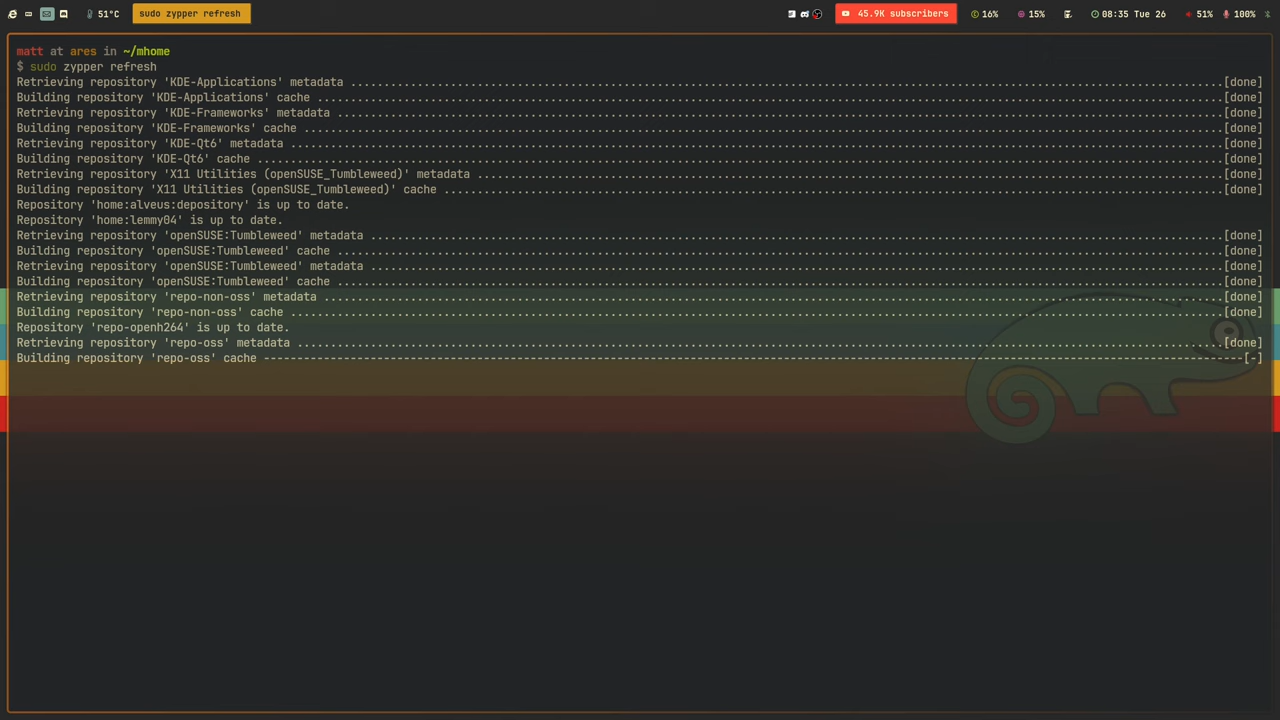 51°C
sudo zypper refresh
45.9K subscribers
16%
15%
08:35 Tue 26
51%
100%
matt at ares in ~/mhome
$ sudo zypper refresh
Retrieving repository 'KDE-Applications' metadata ..................................................................................................................................[done]
Building repository 'KDE-Applications' cache .......................................................................................................................................[done]
Retrieving repository 'KDE-Frameworks' metadata ....................................................................................................................................[done]
Building repository 'KDE-Frameworks' cache .........................................................................................................................................[done]
Retrieving repository 'KDE-Qt6' metadata ...........................................................................................................................................[done]
Building repository 'KDE-Qt6' cache ................................................................................................................................................[done]
Retrieving repository 'X11 Utilities (openSUSE_Tumbleweed)' metadata ...............................................................................................................[done]
Building repository 'X11 Utilities (openSUSE_Tumbleweed)' cache ....................................................................................................................[done]
Repository 'home:alveus:depository' is up to date.
Repository 'home:lemmy04' is up to date.
Retrieving repository 'openSUSE:Tumbleweed' metadata ...............................................................................................................................[done]
Building repository 'openSUSE:Tumbleweed' cache ....................................................................................................................................[done]
Retrieving repository 'openSUSE:Tumbleweed' metadata ...............................................................................................................................[done]
Building repository 'openSUSE:Tumbleweed' cache ....................................................................................................................................[done]
Retrieving repository 'repo-non-oss' metadata ......................................................................................................................................[done]
Building repository 'repo-non-oss' cache ...........................................................................................................................................[done]
Repository 'repo-openh264' is up to date.
Retrieving repository 'repo-oss' metadata ..........................................................................................................................................[done]
Building repository 'repo-oss' cache --------------------------------------------------------------------------------------------------------------------------------------------------[-]